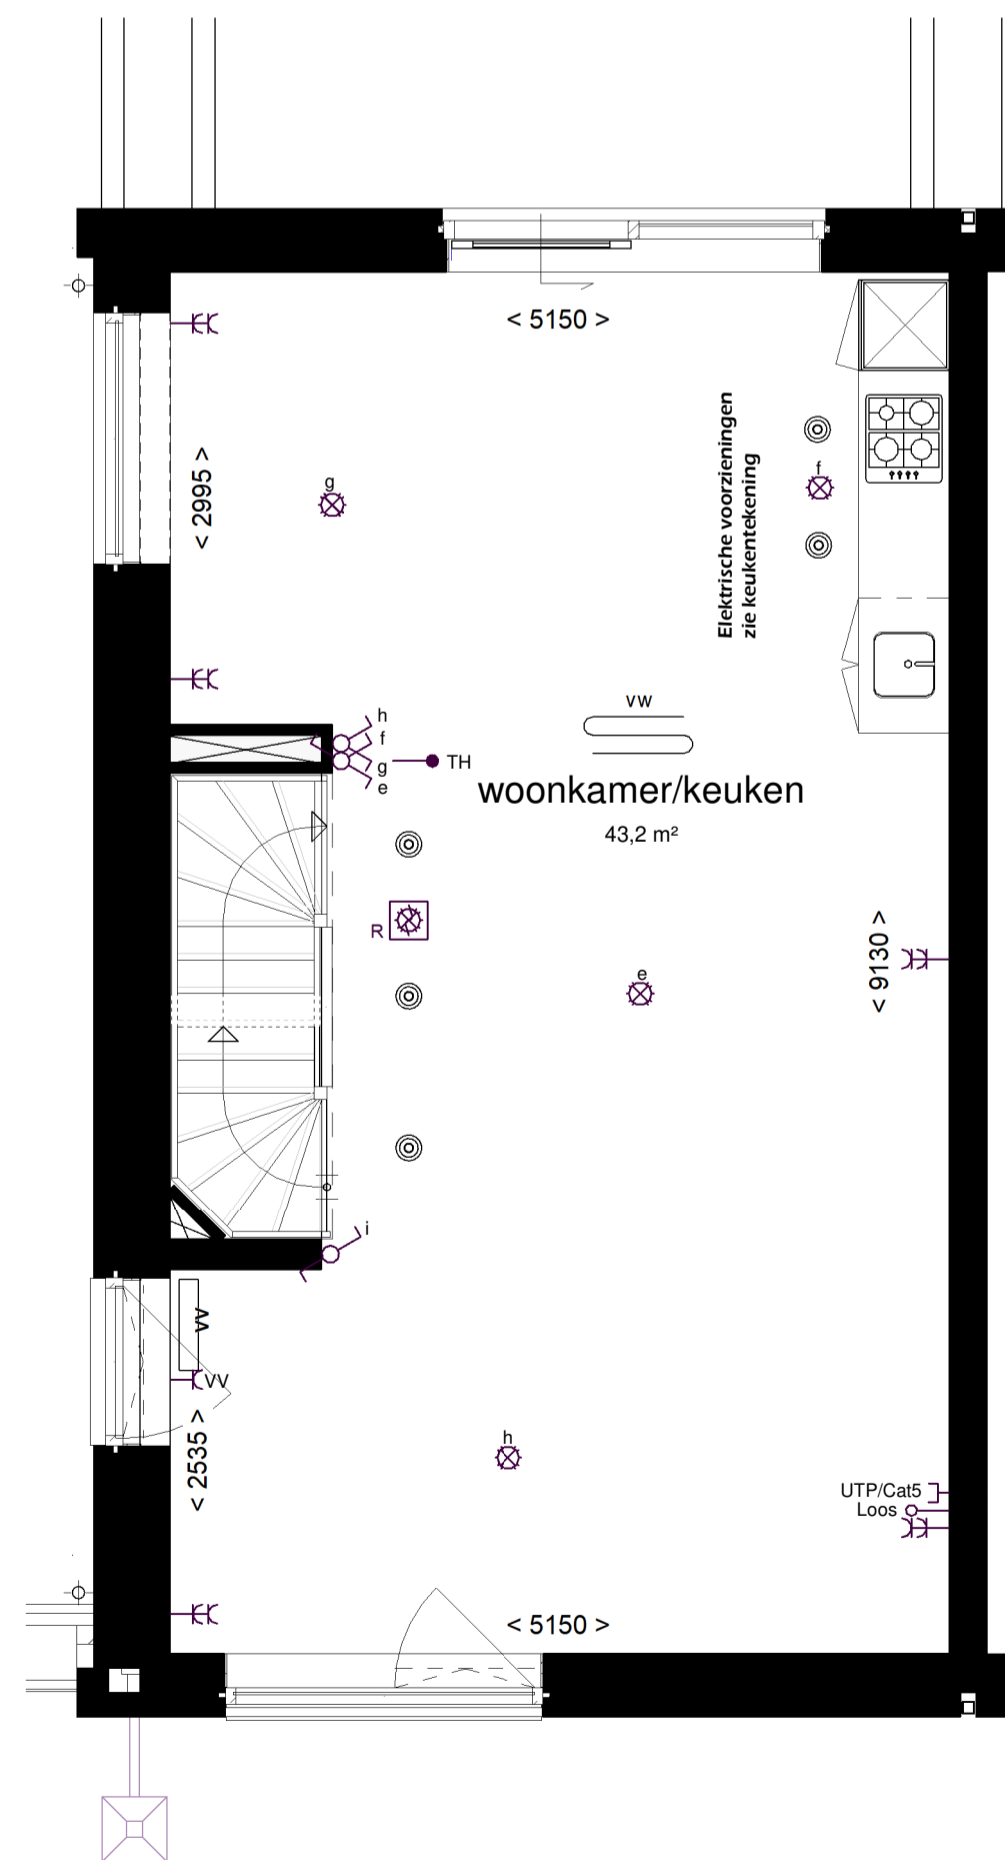 < 5150 >
< 2995 >
g
Elektrische voorzieningen
zie keukentekening
f
h
f
g
e
TH
vw
woonkamer/keuken
43,2 m²
R
e
< 9130 >
i
VV
VV
< 2535 >
h
UTP/Cat5
Loos
< 5150 >